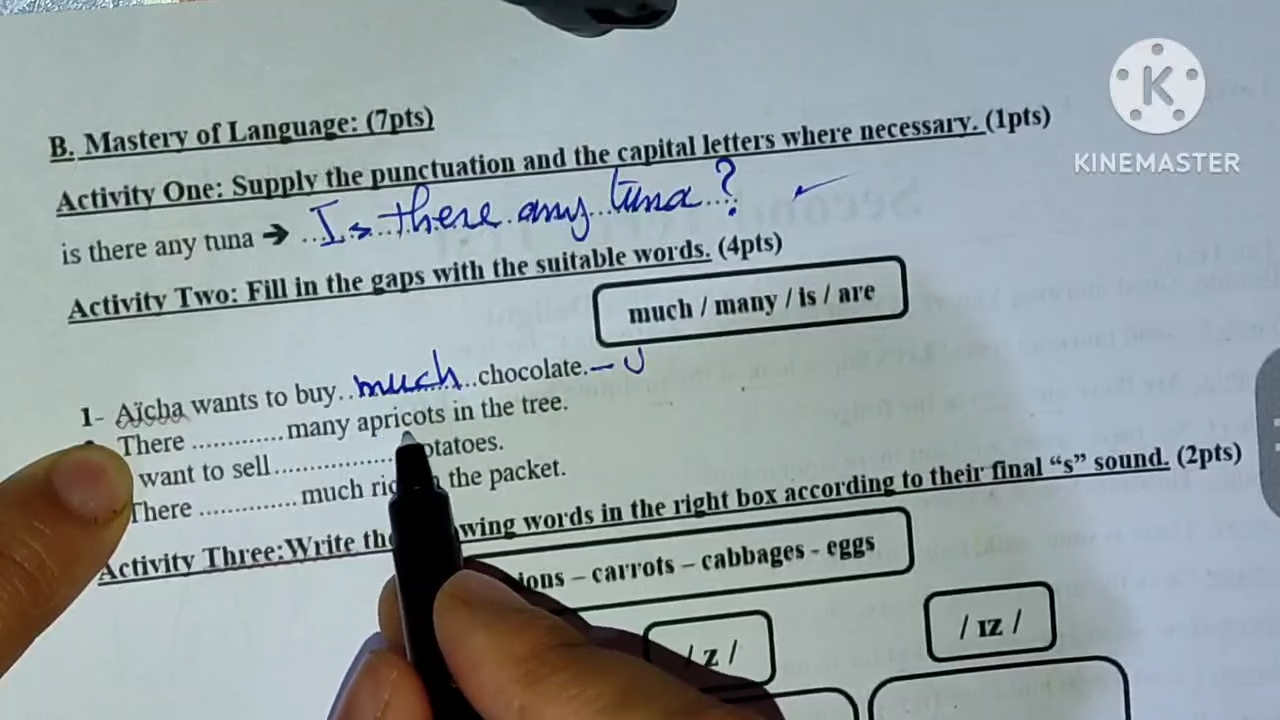 KINEMASTER
B. Mastery of Language: (7pts)
Activity One: Supply the punctuation and the capital letters where necessary. (1pts)
is there any tuna ➔ Is there any tuna ?
Activity Two: Fill in the gaps with the suitable words. (4pts)
much / many / is / are
1- Aïcha wants to buy..much...chocolate. – U
There .............many apricots in the tree.
want to sell................. otatoes.
There ..............much the packet.
Activity Three:Write wing words in the right box according to their final “s” sound. (2pts)
ions – carrots – cabbages - eggs
/ z /
/ ɪz /